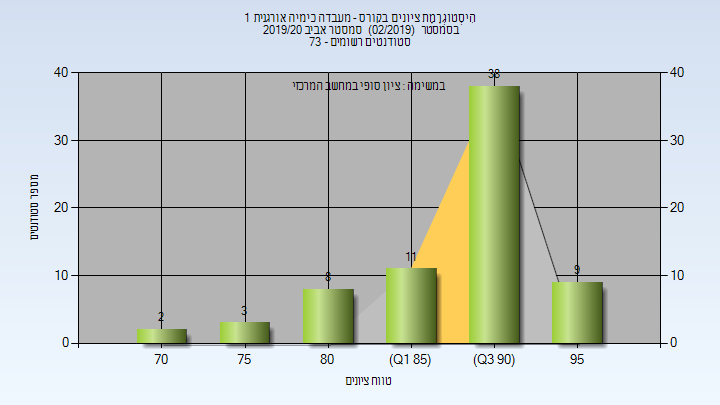 היסטוגרמת ציונים בקורס - מעבדה כימיה אורגנית 1
בסמסטר (02/2019) סמסטר אביב 2019/20
סטודנטים רשומים - 73
במשימה : ציון סופי במחשב המרכזי
40
30
20
10
0
40
30
20
10
0
מספר סטודנטים
2
3
8
11
38
9
70
75
80
(Q1 85)
(Q3 90)
95
טווח ציונים